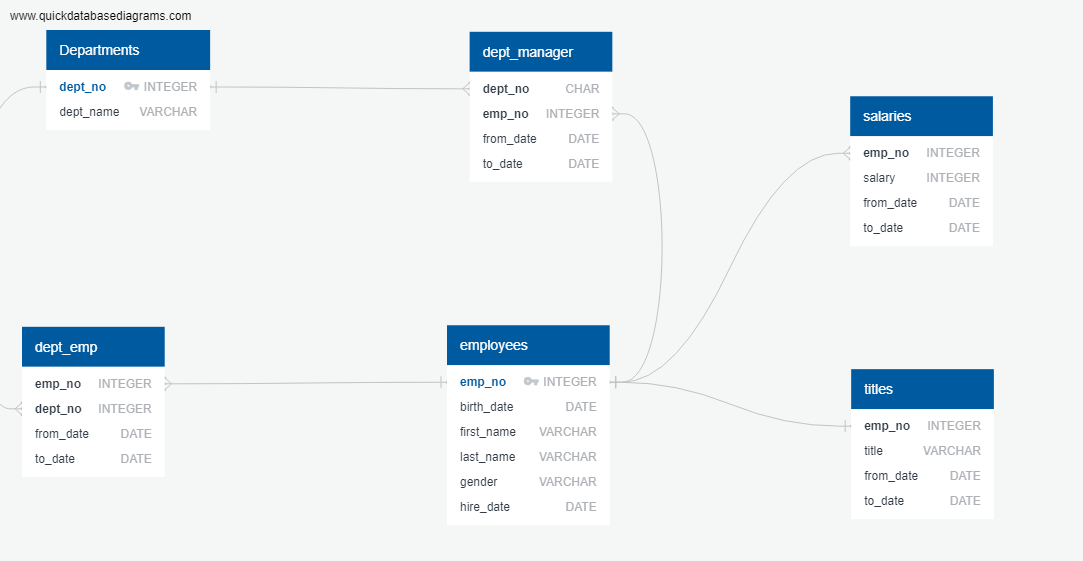 www.quickdatabasediagrams.com
Departments
dept_no INTEGER
dept_name VARCHAR
dept_manager
dept_no CHAR
emp_no INTEGER
from_date DATE
to_date DATE
salaries
emp_no INTEGER
salary INTEGER
from_date DATE
to_date DATE
dept_emp
emp_no INTEGER
dept_no INTEGER
from_date DATE
to_date DATE
employees
emp_no INTEGER
birth_date DATE
first_name VARCHAR
last_name VARCHAR
gender VARCHAR
hire_date DATE
titles
emp_no INTEGER
title VARCHAR
from_date DATE
to_date DATE